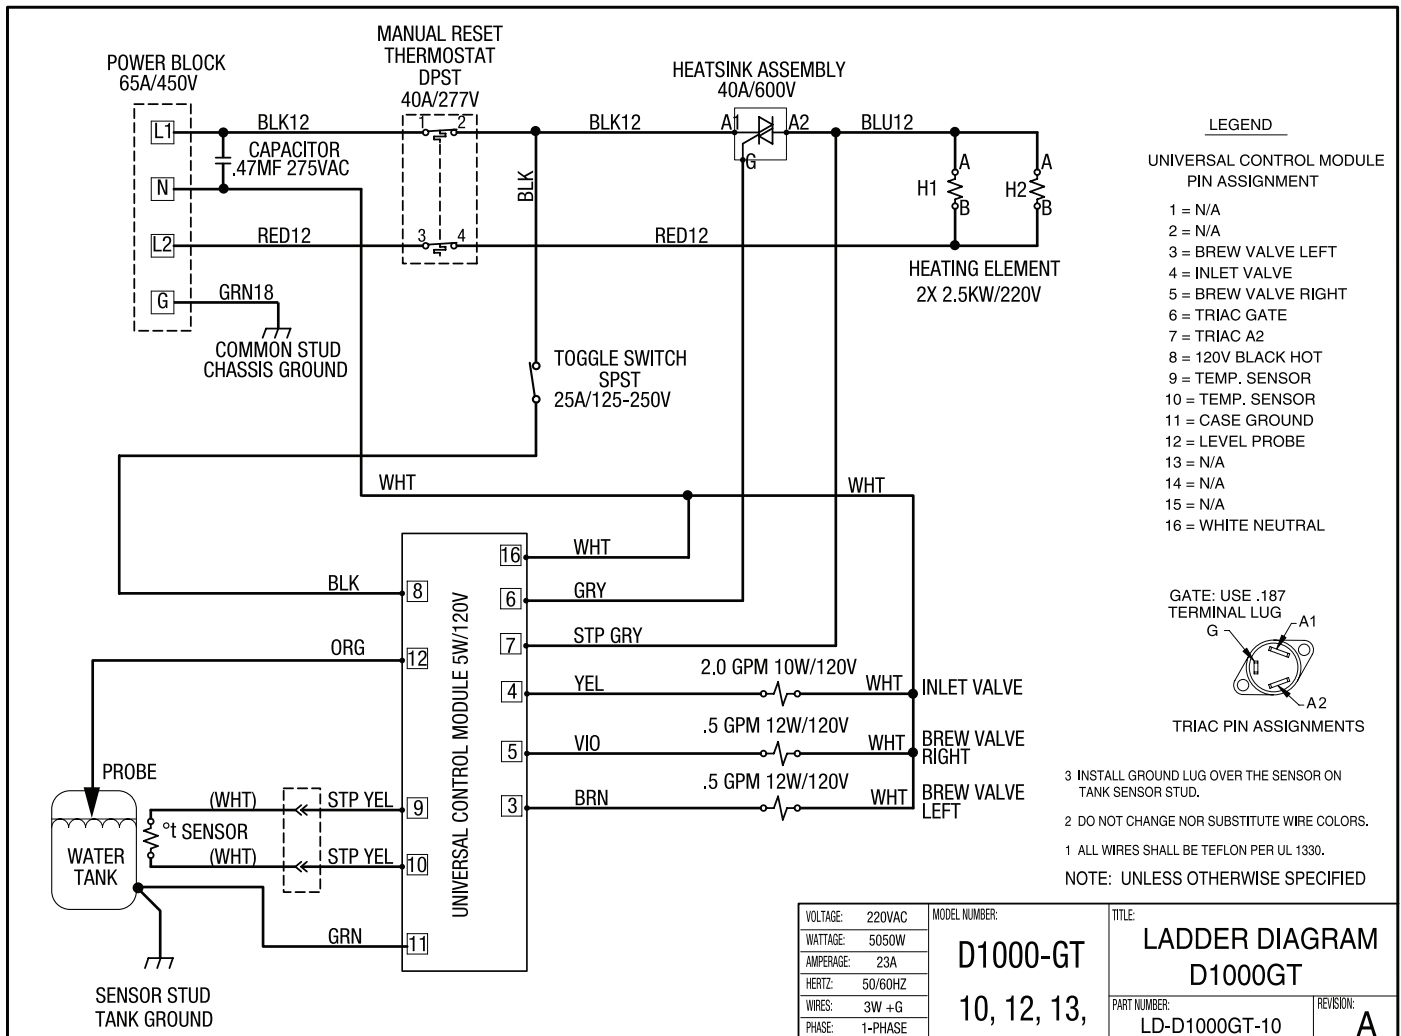 POWER BLOCK
65A/450V
MANUAL RESET
THERMOSTAT
DPST
40A/277V
HEATSINK ASSEMBLY
40A/600V
L1
BLK12
1
2
BLK12
A1
A2
BLU12
G
CAPACITOR
.47MF 275VAC
N
BLK
A
H1
B
A
H2
B
L2
RED12
3
4
RED12
HEATING ELEMENT
2X 2.5KW/220V
G
GRN18
COMMON STUD
CHASSIS GROUND
TOGGLE SWITCH
SPST
25A/125-250V
WHT
WHT
UNIVERSAL CONTROL MODULE 5W/120V
16
WHT
BLK
8
6
GRY
ORG
12
7
STP GRY
4
YEL
2.0 GPM 10W/120V
WHT
INLET VALVE
5
VIO
.5 GPM 12W/120V
WHT
BREW VALVE
RIGHT
3
BRN
.5 GPM 12W/120V
WHT
BREW VALVE
LEFT
PROBE
(WHT)
STP YEL
9
°t SENSOR
(WHT)
STP YEL
10
WATER
TANK
GRN
11
SENSOR STUD
TANK GROUND
LEGEND
UNIVERSAL CONTROL MODULE
PIN ASSIGNMENT
1 = N/A
2 = N/A
3 = BREW VALVE LEFT
4 = INLET VALVE
5 = BREW VALVE RIGHT
6 = TRIAC GATE
7 = TRIAC A2
8 = 120V BLACK HOT
9 = TEMP. SENSOR
10 = TEMP. SENSOR
11 = CASE GROUND
12 = LEVEL PROBE
13 = N/A
14 = N/A
15 = N/A
16 = WHITE NEUTRAL
GATE: USE .187
TERMINAL LUG
G
A1
A2
TRIAC PIN ASSIGNMENTS
3 INSTALL GROUND LUG OVER THE SENSOR ON
TANK SENSOR STUD.
2 DO NOT CHANGE NOR SUBSTITUTE WIRE COLORS.
1 ALL WIRES SHALL BE TEFLON PER UL 1330.
NOTE: UNLESS OTHERWISE SPECIFIED
VOLTAGE: 220VAC
WATTAGE: 5050W
AMPERAGE: 23A
HERTZ: 50/60HZ
WIRES: 3W +G
PHASE: 1-PHASE
MODEL NUMBER:
D1000-GT
10, 12, 13,
TITLE:
LADDER DIAGRAM
D1000GT
PART NUMBER:
LD-D1000GT-10
REVISION:
A